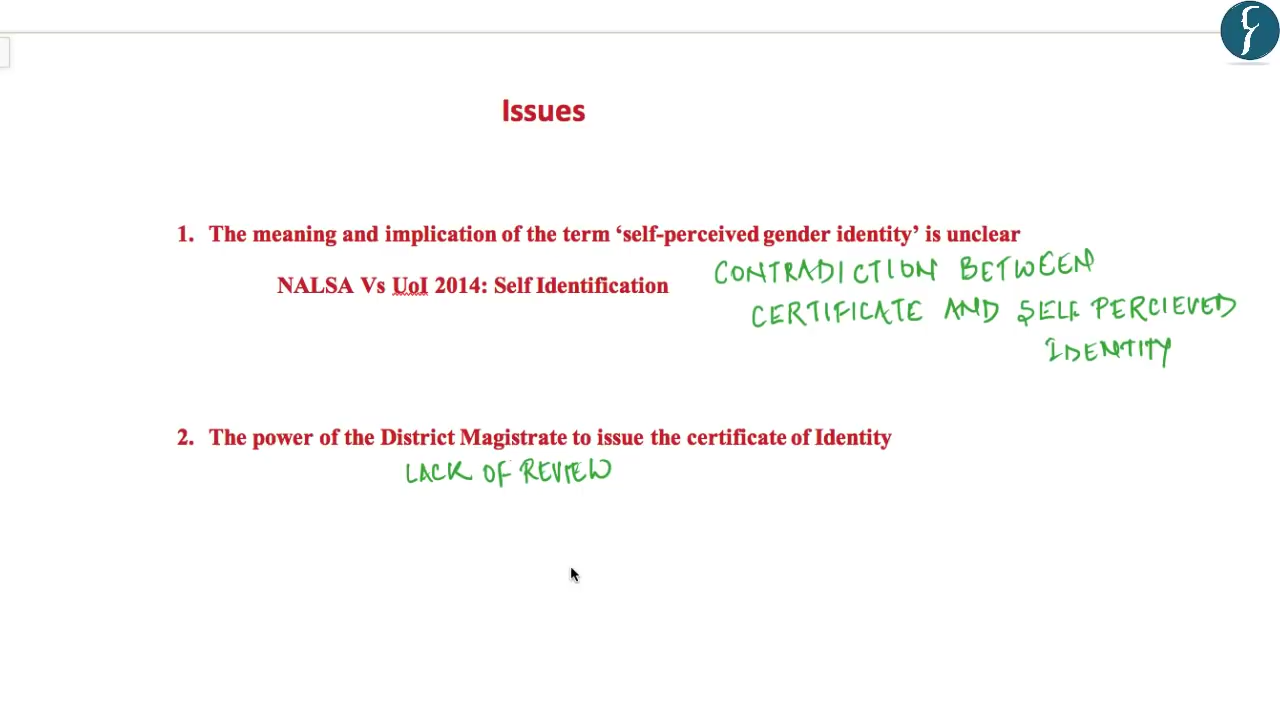 Issues
1. The meaning and implication of the term ‘self-perceived gender identity’ is unclear
NALSA Vs UoI 2014: Self Identification
CONTRADICTION BETWEEN
CERTIFICATE AND SELF PERCIEVED
IDENTITY
2. The power of the District Magistrate to issue the certificate of Identity
LACK OF REVIEW